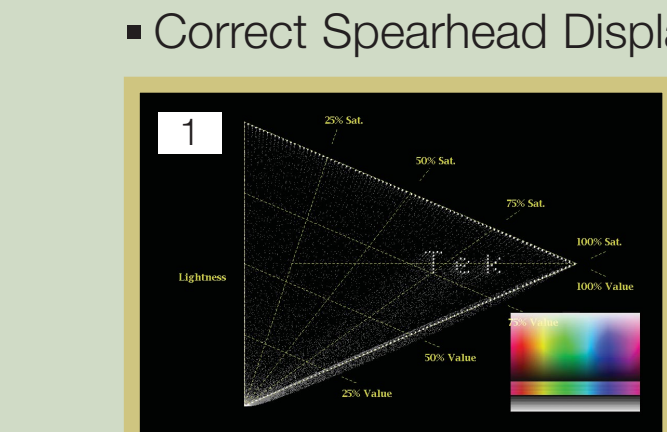 ▪ Correct Spearhead Displa
1
25% Sat.
50% Sat.
75% Sat.
100% Sat.
Lightness
Tek
100% Value
75% Value
50% Value
25% Value